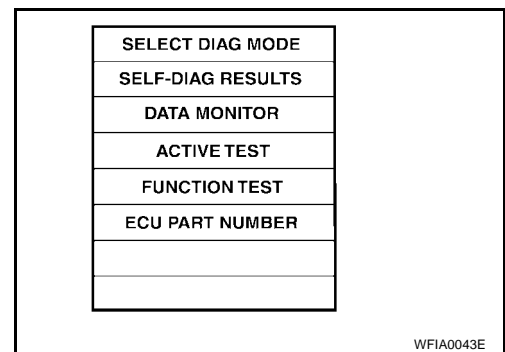 SELECT DIAG MODE
SELF-DIAG RESULTS
DATA MONITOR
ACTIVE TEST
FUNCTION TEST
ECU PART NUMBER
WFIA0043E